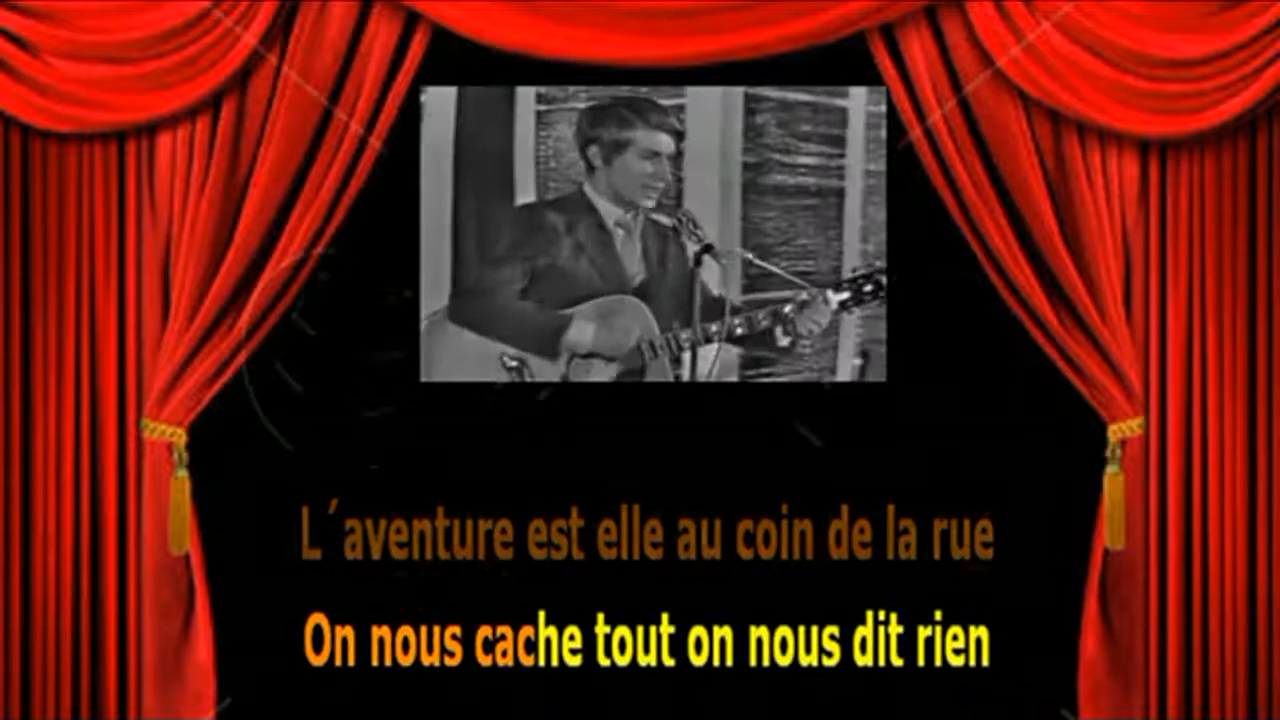 L´aventure est elle au coin de la rue
On nous cache tout on nous dit rien